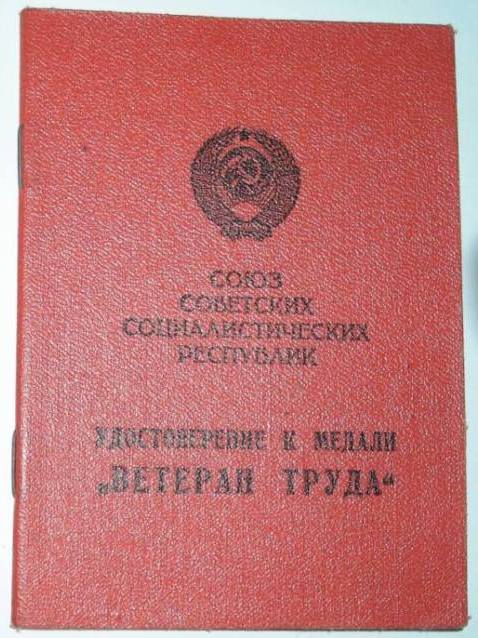 СОЮЗ
СОВЕТСКИХ
СОЦИАЛИСТИЧЕСКИХ
РЕСПУБЛИК
УДОСТОВЕРЕНИЕ К МЕДАЛИ
„ВЕТЕРАН ТРУДА“